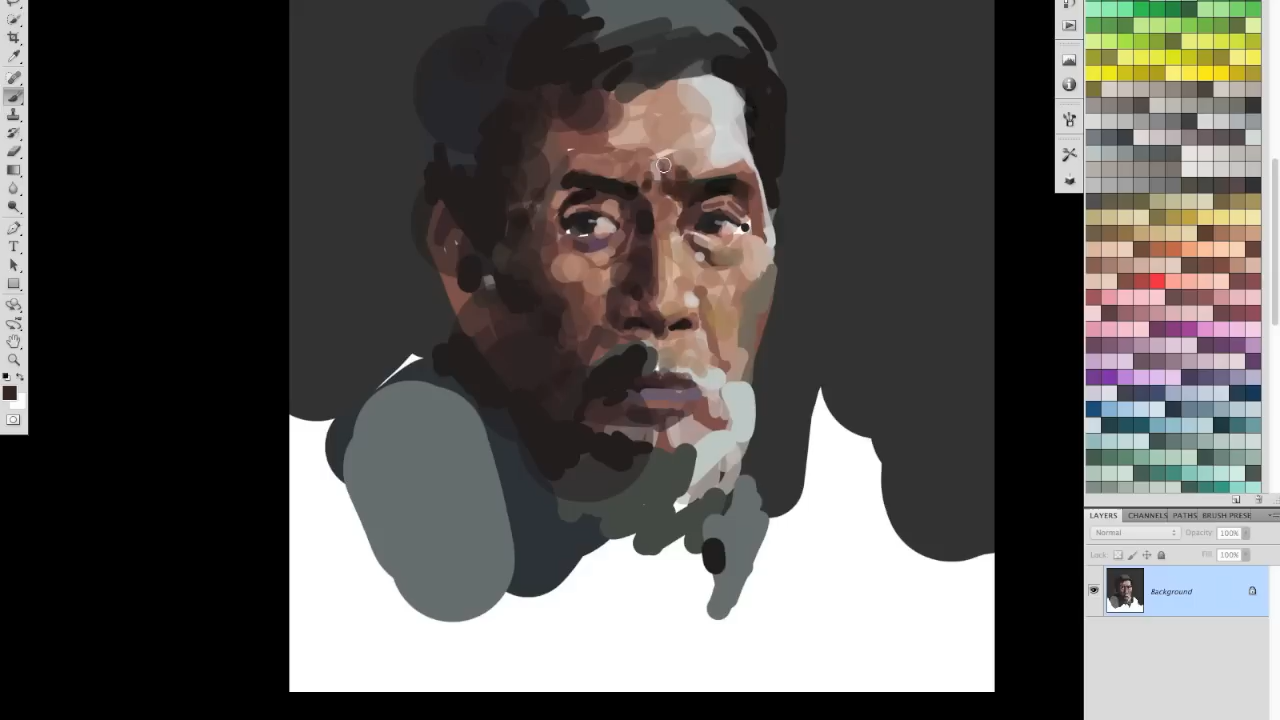 LAYERS CHANNELS PATHS BRUSH PRESE
Normal Opacity: 100%
Lock: Fill: 100%
Background